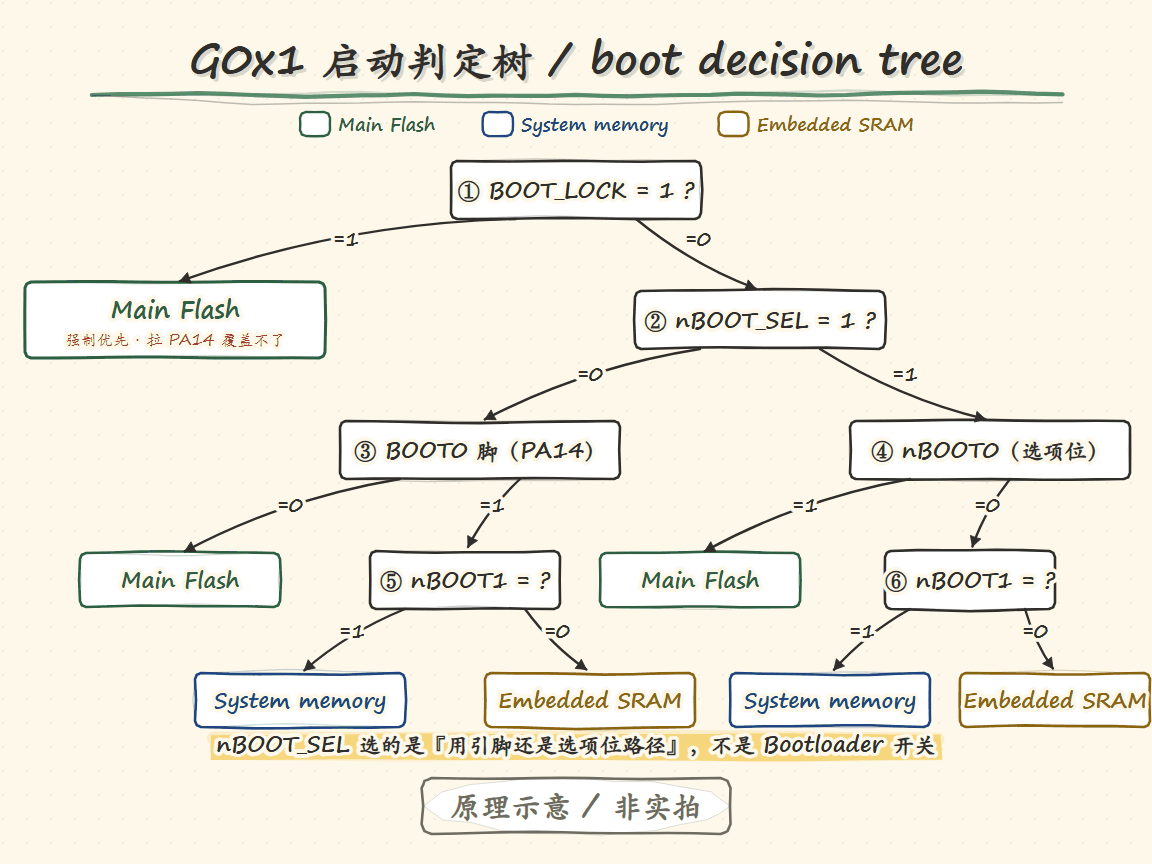 G0x1 启动判定树 / boot decision tree
Main Flash
System memory
Embedded SRAM
① BOOT_LOCK = 1 ?
=1
=0
Main Flash
强制优先 · 拉 PA14 覆盖不了
② nBOOT_SEL = 1 ?
=0
=1
③ BOOT0 脚（PA14）
④ nBOOT0（选项位）
=0
=1
=1
=0
Main Flash
⑤ nBOOT1 = ?
Main Flash
⑥ nBOOT1 = ?
=1
=0
=1
=0
System memory
Embedded SRAM
System memory
Embedded SRAM
nBOOT_SEL 选的是『用引脚还是选项位路径』，不是 Bootloader 开关
原理示意 / 非实拍